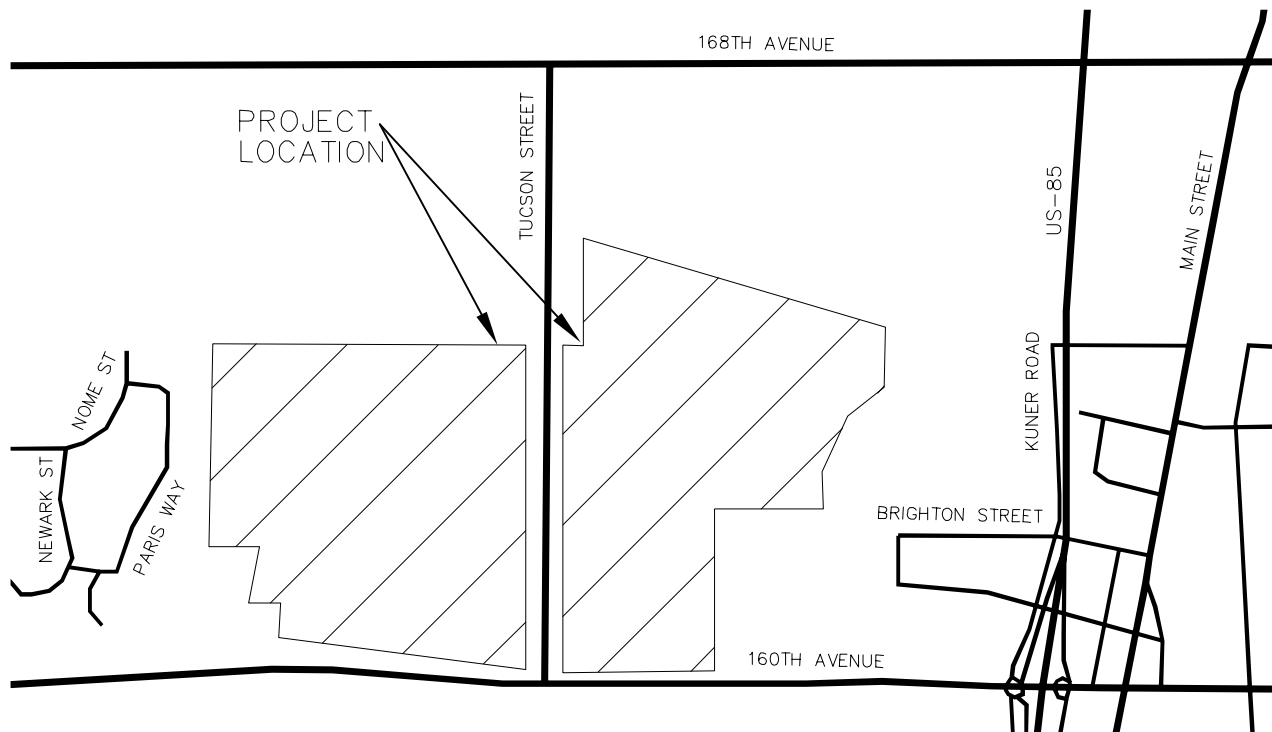 168TH AVENUE
PROJECT
LOCATION
TUCSON STREET
US-85
MAIN STREET
NOME ST
KUNER ROAD
NEWARK ST
PARIS WAY
BRIGHTON STREET
160TH AVENUE